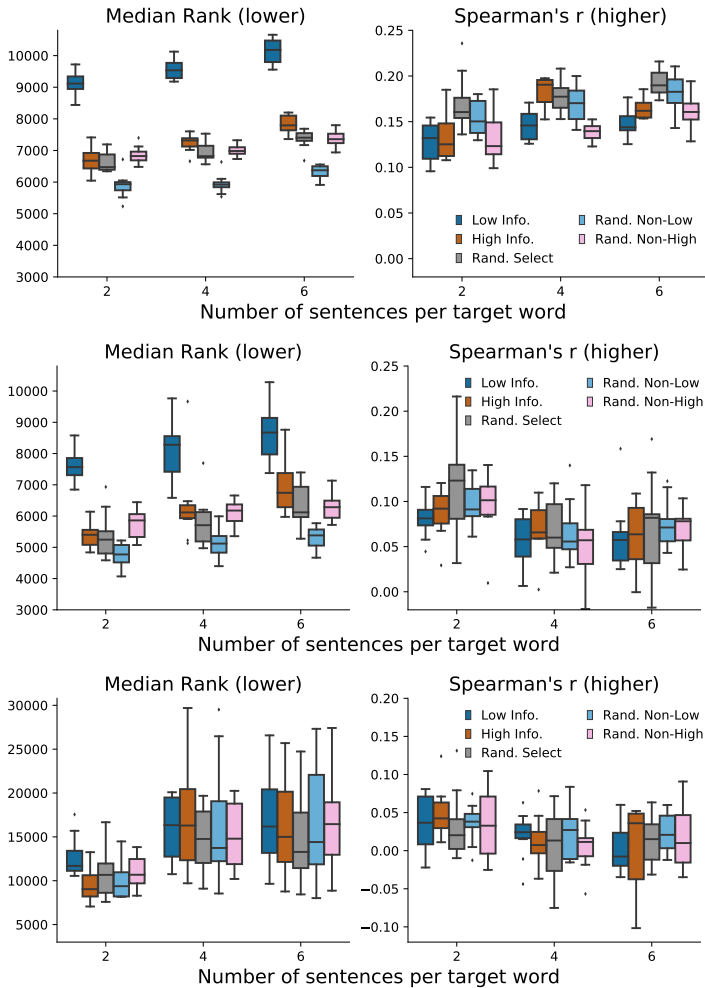 Median Rank (lower)
Spearman's r (higher)
10000
9000
8000
7000
6000
5000
4000
3000
2
4
6
0.25
0.20
0.15
0.10
0.05
0.00
Low Info.
High Info.
Rand. Select
Rand. Non-Low
Rand. Non-High
2
4
6
Number of sentences per target word
Median Rank (lower)
Spearman's r (higher)
10000
9000
8000
7000
6000
5000
4000
3000
2
4
6
0.25
0.20
0.15
0.10
0.05
0.00
Low Info.
High Info.
Rand. Select
Rand. Non-Low
Rand. Non-High
2
4
6
Number of sentences per target word
Median Rank (lower)
Spearman's r (higher)
30000
25000
20000
15000
10000
5000
2
4
6
0.20
0.15
0.10
0.05
0.00
−0.05
−0.10
Low Info.
High Info.
Rand. Select
Rand. Non-Low
Rand. Non-High
2
4
6
Number of sentences per target word